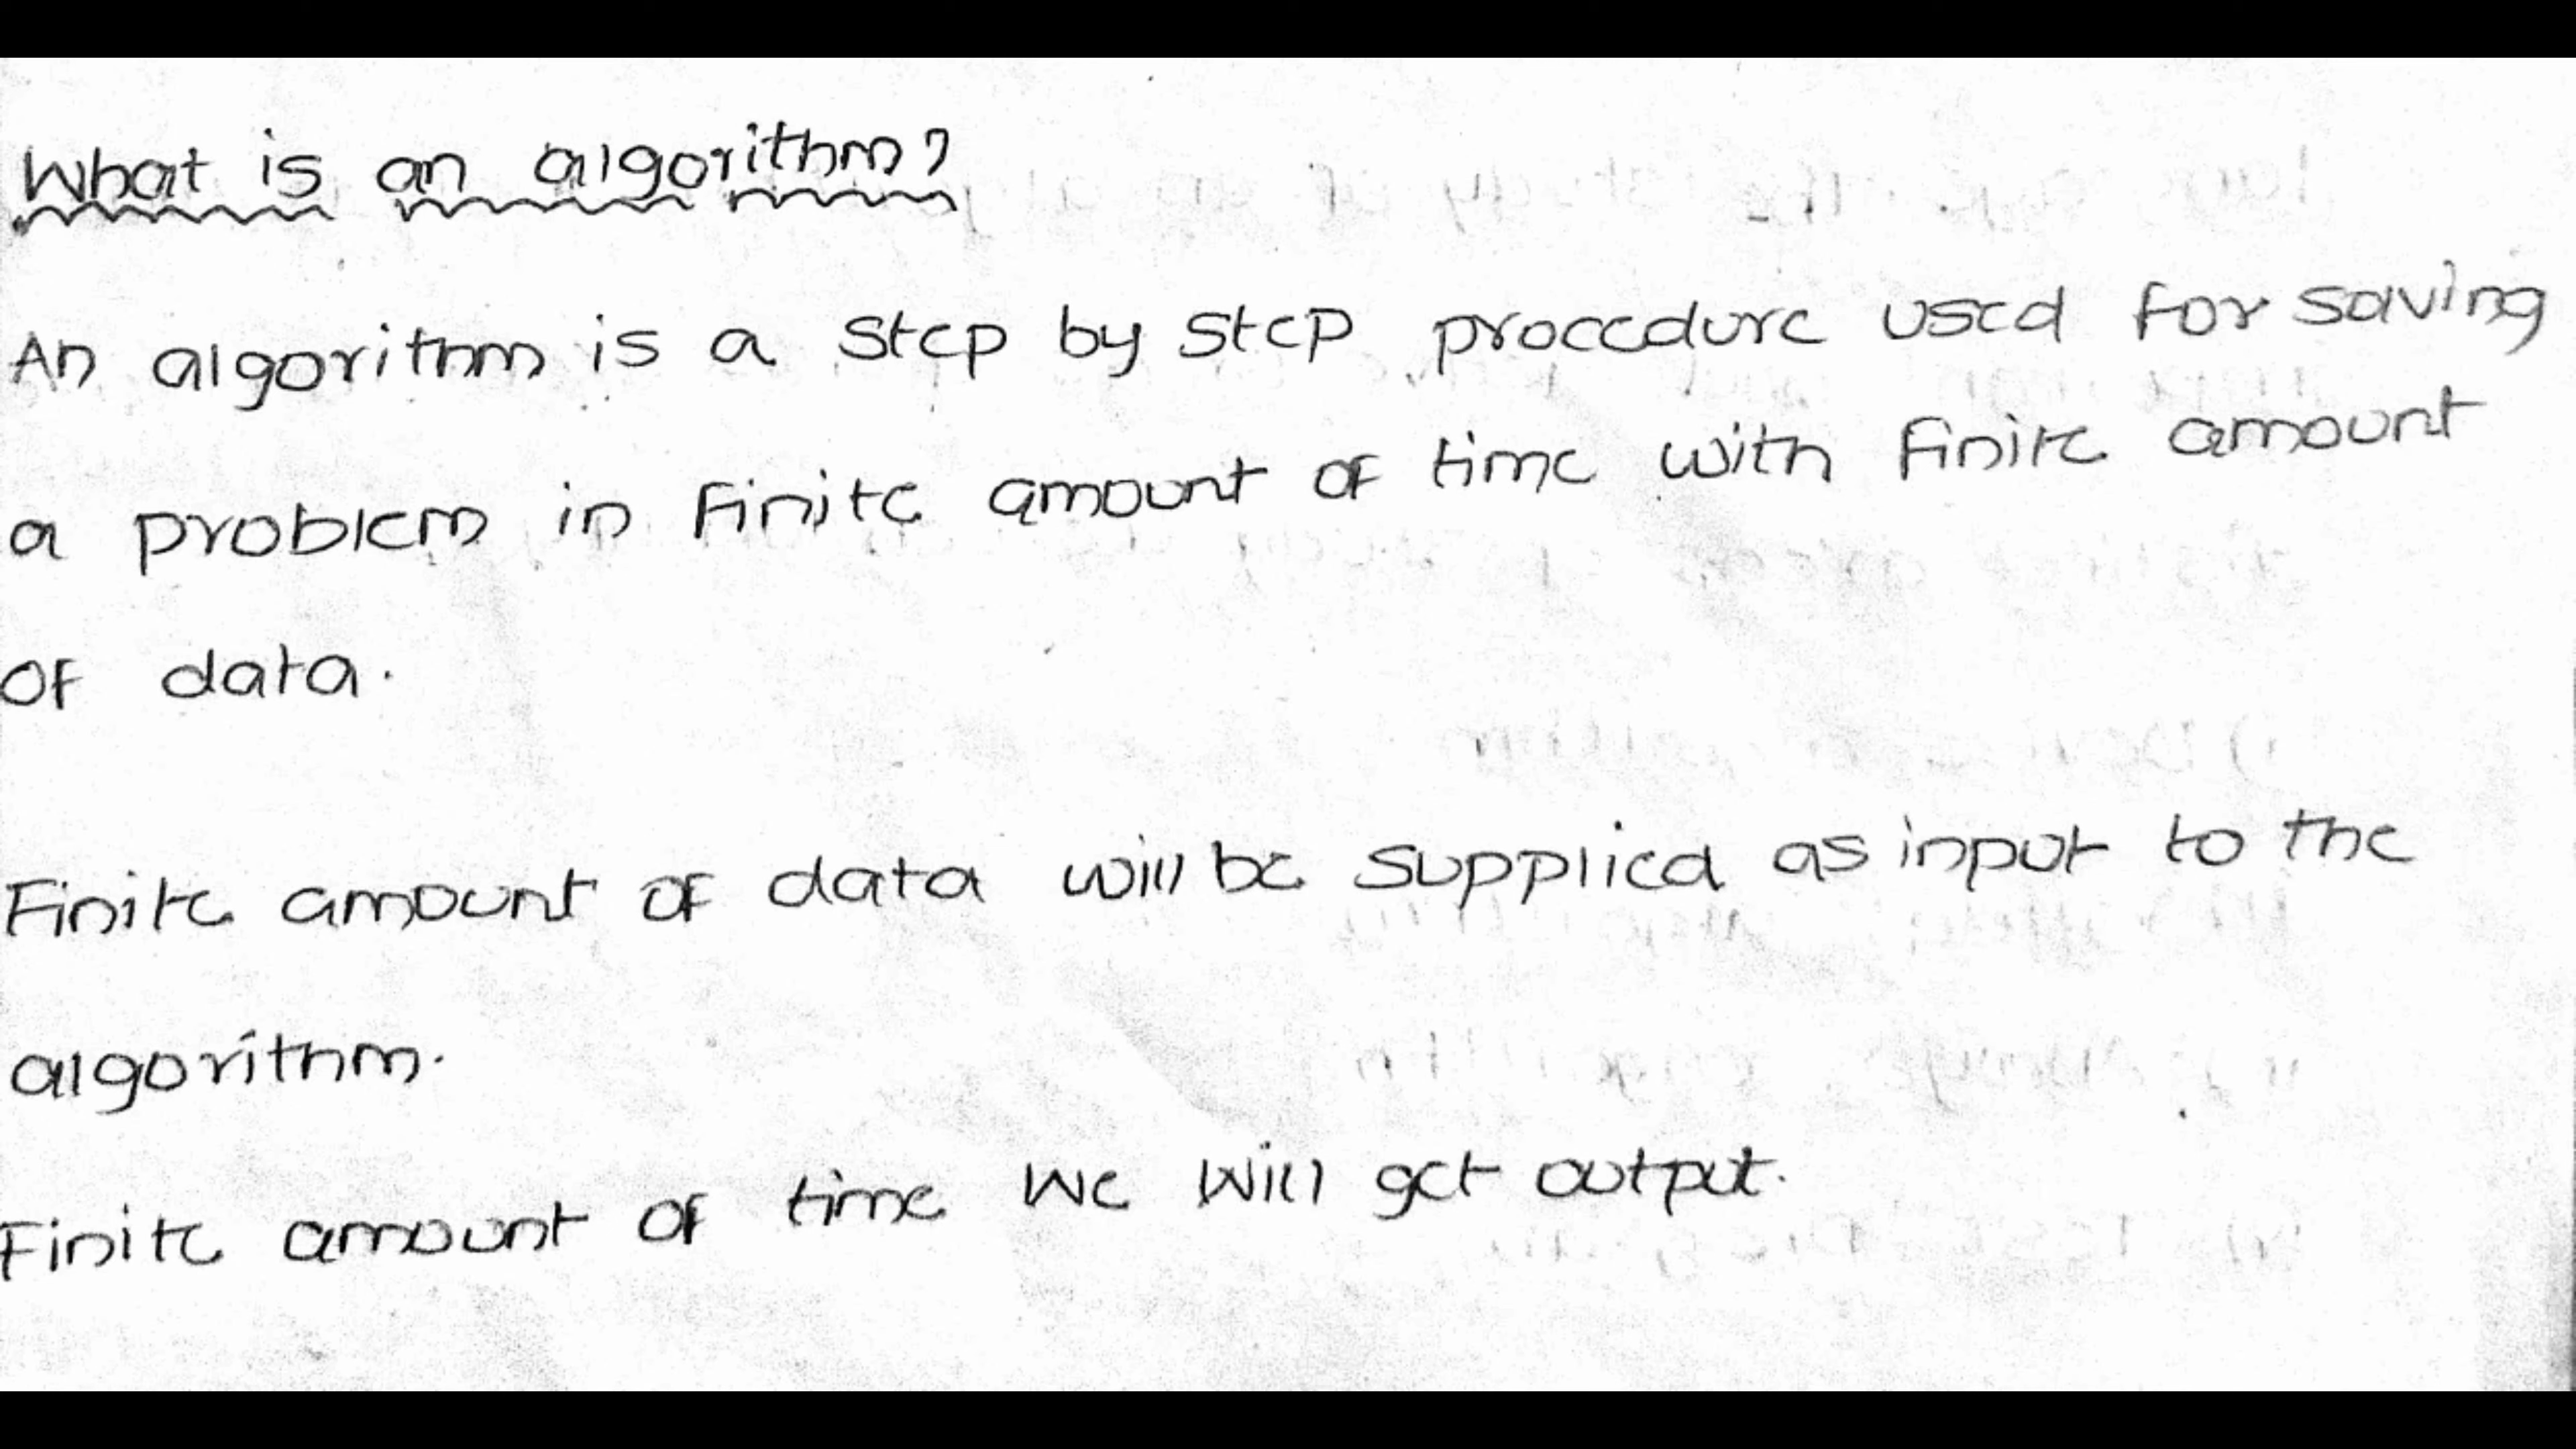 What is an algorithm?
An algorithm is a step by step procedure used for saving
a problem in Finite amount of time with finite amount
of data.
Finite amount of data will be supplied as input to the
algorithm.
Finite amount of time we will get output.